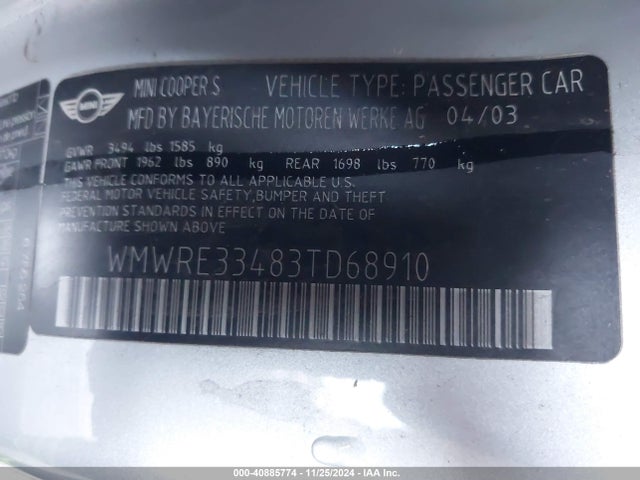 MINI
MINI COOPER S VEHICLE TYPE: PASSENGER CAR
MFD BY BAYERISCHE MOTOREN WERKE AG 04/03
GVWR 3494 lbs 1585 kg
GAWR FRONT 1962 lbs 890 kg REAR 1698 lbs 770 kg
THIS VEHICLE CONFORMS TO ALL APPLICABLE U.S.
FEDERAL MOTOR VEHICLE SAFETY,BUMPER AND THEFT
PREVENTION STANDARDS IN EFFECT ON THE DATE OF
MANUFACTURE SHOWN ABOVE
WMWRE33483TD68910
000-40885774 - 11/25/2024 - IAA Inc.